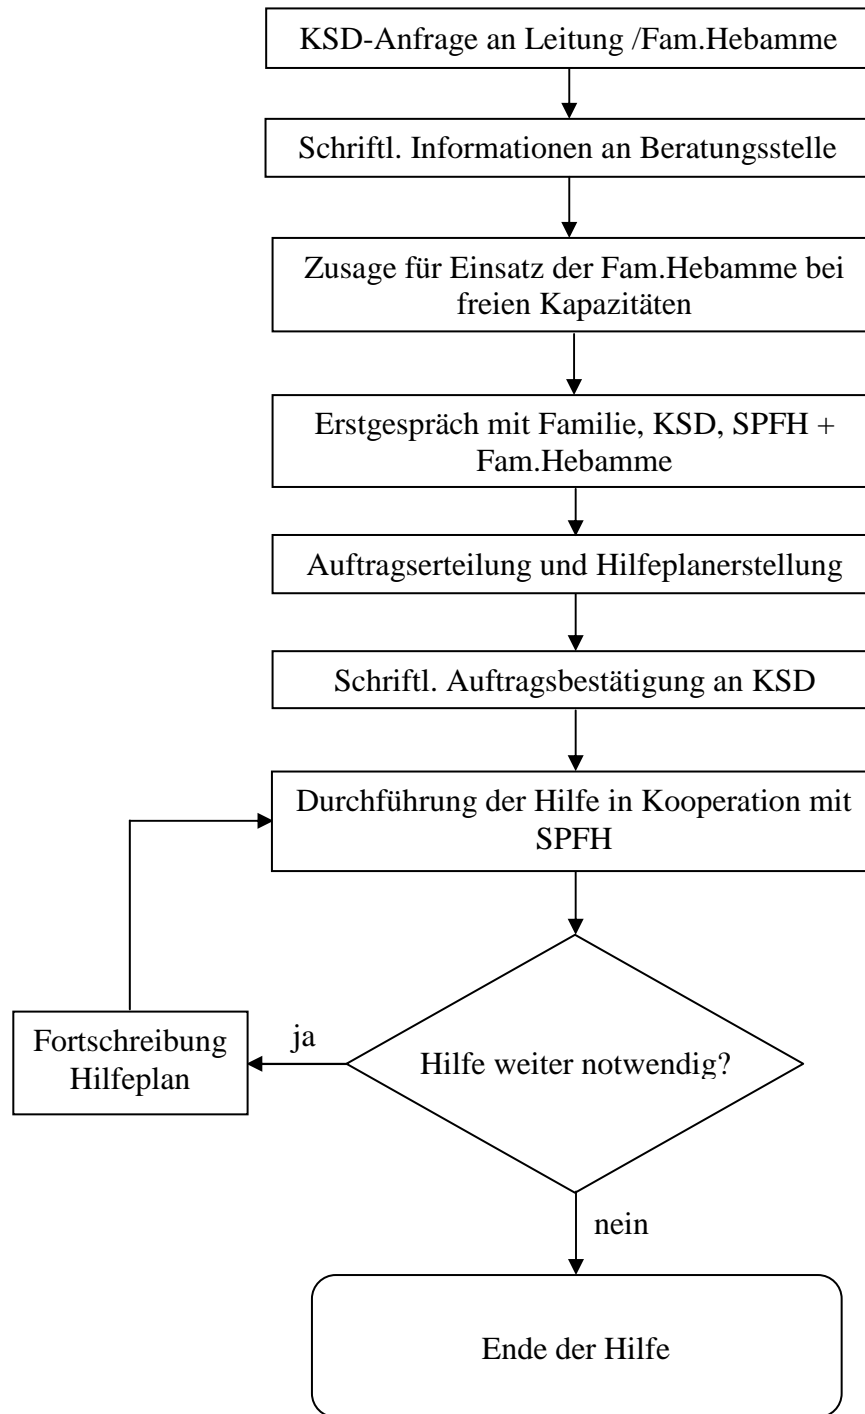 KSD-Anfrage an Leitung /Fam.Hebamme
Schriftl. Informationen an Beratungsstelle
Zusage für Einsatz der Fam.Hebamme bei
freien Kapazitäten
Erstgespräch mit Familie, KSD, SPFH +
Fam.Hebamme
Auftragserteilung und Hilfeplanerstellung
Schriftl. Auftragsbestätigung an KSD
Durchführung der Hilfe in Kooperation mit
SPFH
Fortschreibung
Hilfeplan
ja
Hilfe weiter notwendig?
nein
Ende der Hilfe